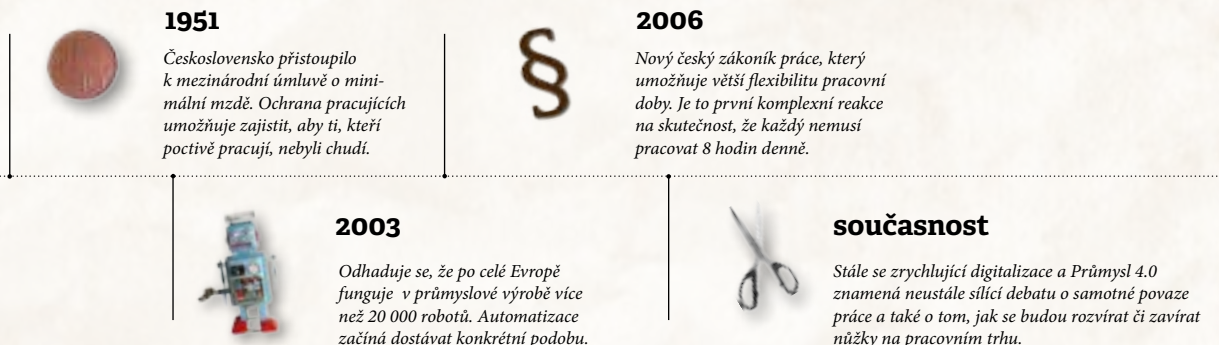 1951
Československo přistoupilo
k mezinárodní úmluvě o mini-
mální mzdě. Ochrana pracujících
umožňuje zajistit, aby ti, kteří
poctivě pracují, nebyli chudí.
2003
Odhaduje se, že po celé Evropě
funguje v průmyslové výrobě více
než 20 000 robotů. Automatizace
začíná dostávat konkrétní podobu.
§
2006
Nový český zákoník práce, který
umožňuje větší flexibilitu pracovní
doby. Je to první komplexní reakce
na skutečnost, že každý nemusí
pracovat 8 hodin denně.
současnost
Stále se zrychlující digitalizace a Průmysl 4.0
znamená neustále sílící debatu o samotné povaze
práce a také o tom, jak se budou rozvírat či zavírat
nůžky na pracovním trhu.